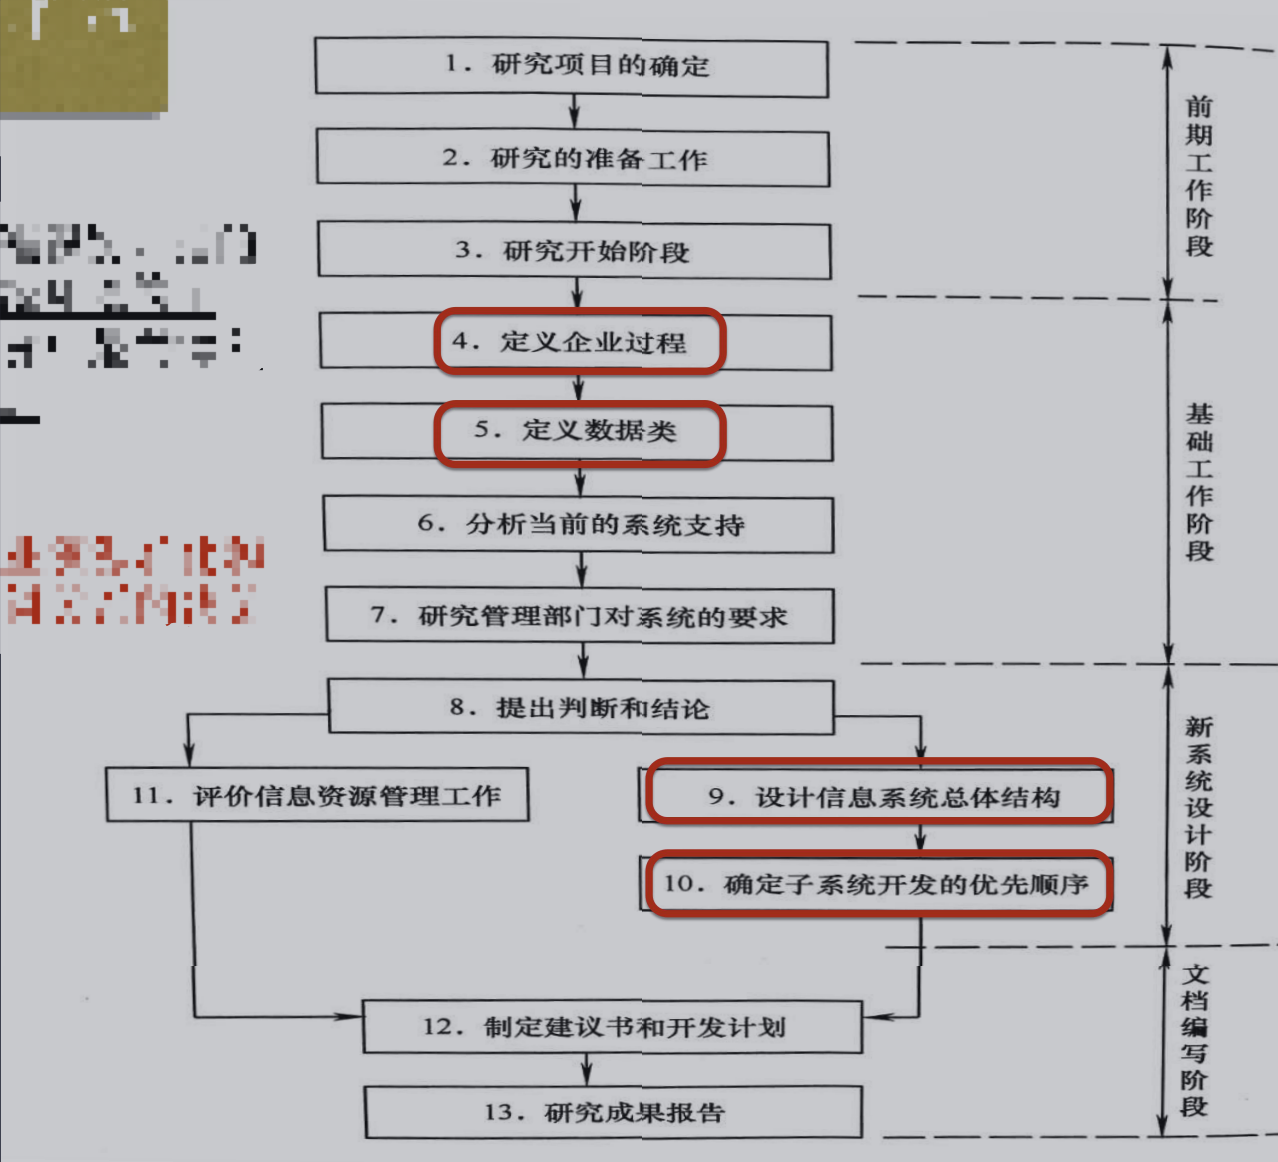 1. 研究项目的确定
2. 研究的准备工作
3. 研究开始阶段
4. 定义企业过程
5. 定义数据类
6. 分析当前的系统支持
7. 研究管理部门对系统的要求
8. 提出判断和结论
11. 评价信息资源管理工作
9. 设计信息系统总体结构
10. 确定子系统开发的优先顺序
12. 制定建议书和开发计划
13. 研究成果报告
前期工作阶段
基础工作阶段
新系统设计阶段
文档编写阶段